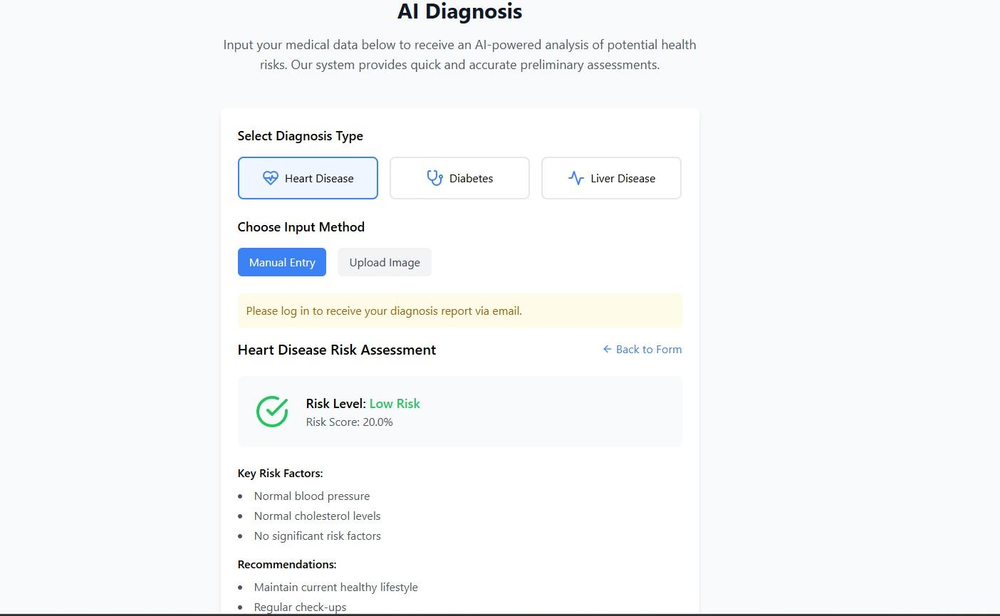 AI Diagnosis
Input your medical data below to receive an AI-powered analysis of potential health
risks. Our system provides quick and accurate preliminary assessments.
Select Diagnosis Type
Heart Disease
Diabetes
Liver Disease
Choose Input Method
Manual Entry
Upload Image
Please log in to receive your diagnosis report via email.
Heart Disease Risk Assessment
← Back to Form
Risk Level: Low Risk
Risk Score: 20.0%
Key Risk Factors:
• Normal blood pressure
• Normal cholesterol levels
• No significant risk factors
Recommendations:
• Maintain current healthy lifestyle
• Regular check-ups